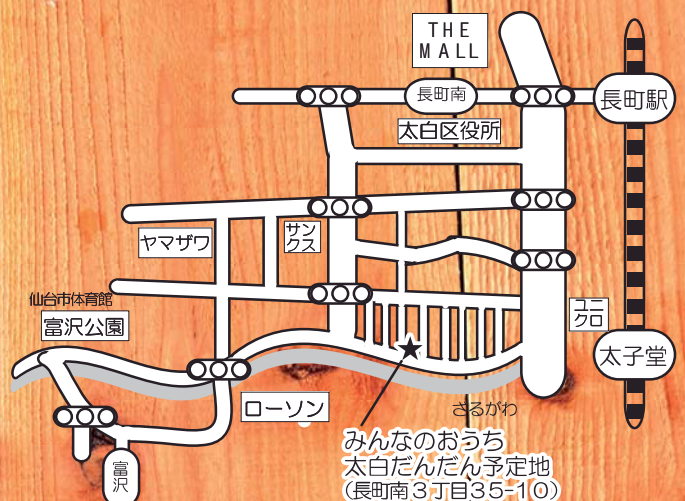 THE
MALL
長町南
長町駅
太白区役所
ヤマザワ
サン
クス
仙台市体育館
富沢公園
ユニ
クロ
太子堂
ローソン
ざるがわ
みんなのおうち
太白だんだん予定地
(長町南3丁目35-10)
富沢